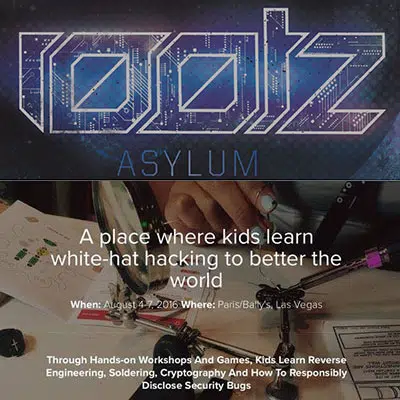 rootz
ASYLUM
A place where kids learn
white-hat hacking to better the
world
When: August 4-7, 2016 Where: Paris/Bally's, Las Vegas
Through Hands-on Workshops And Games, Kids Learn Reverse
Engineering, Soldering, Cryptography And How To Responsibly
Disclose Security Bugs